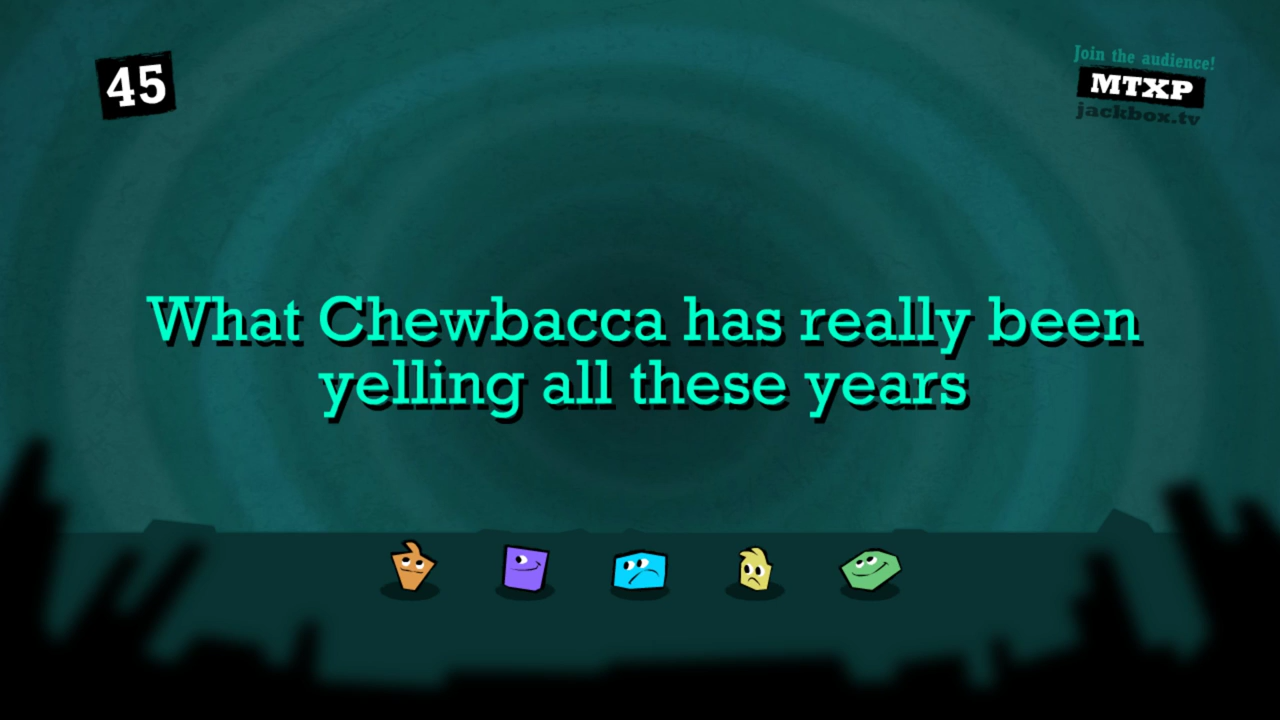 45
Join the audience!
MTXP
jackbox.tv
What Chewbacca has really been
yelling all these years